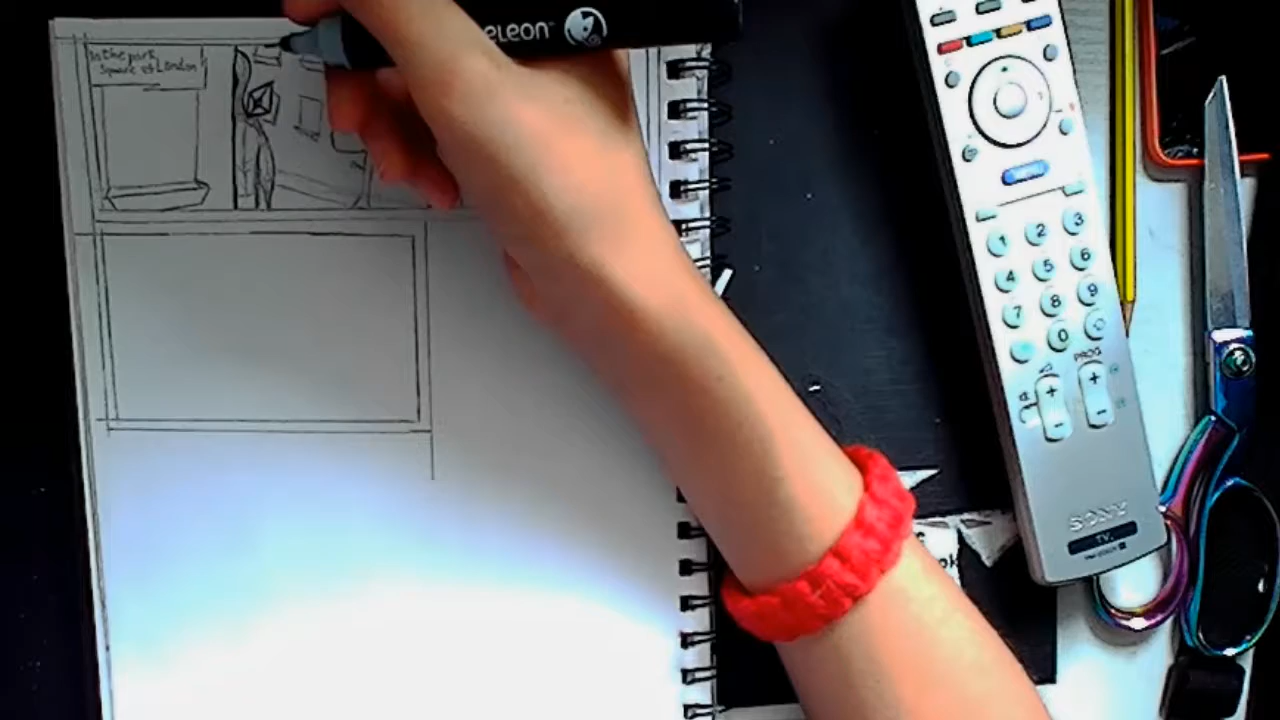 In the park
Square of London
ELEON
1 2 3
4 5 6
7 8 9
0
PROG
+ +
- -
SONY
TV